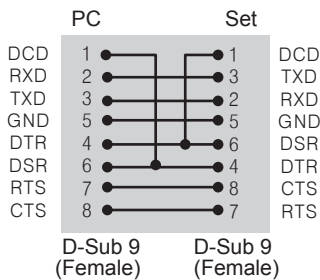 PC Set
DCD 1 1 DCD
RXD 2 3 TXD
TXD 3 2 RXD
GND 5 5 GND
DTR 4 6 DSR
DSR 6 4 DTR
RTS 7 8 CTS
CTS 8 7 RTS
D-Sub 9 D-Sub 9
(Female) (Female)